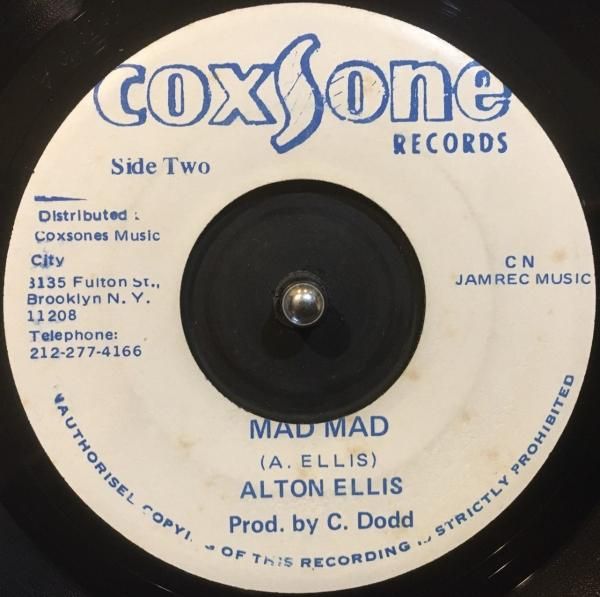 coxsone
RECORDS
Side Two
Distributed :
Coxsones Music
City
3135 Fulton St.,
Brooklyn N. Y.
11208
Telephone:
212-277-4166
CN
JAMREC MUSIC
MAD MAD
(A. ELLIS)
ALTON ELLIS
Prod. by C. Dodd
OF THIS RECORDING STRICTLY PROHIBITED